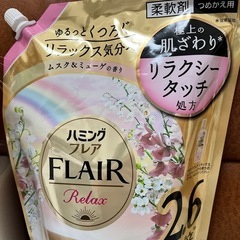 柔軟剤
つめかえ用
ゆるっとくつろぐ
リラックス気分
ムスク&ミューゲの香り
極上の
肌ざわり*
リラクシー
タッチ
処方
ハミング
フレア
FLAIR
Relax
2.6